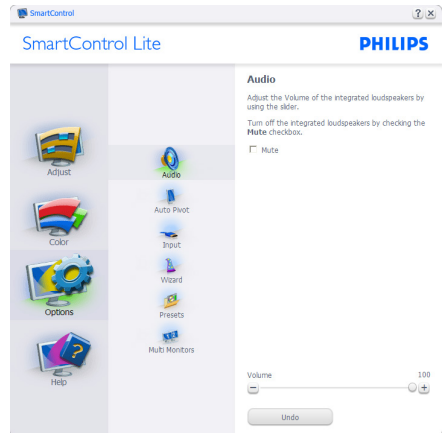 SmartControl
SmartControl Lite
PHILIPS
Adjust
Color
Options
Help
Audio
Auto Pivot
Input
Wizard
Presets
Multi Monitors
Audio
Adjust the Volume of the integrated loudspeakers by
using the slider.
Turn off the integrated loudspeakers by checking the
Mute checkbox.
Mute
Volume 100
Undo